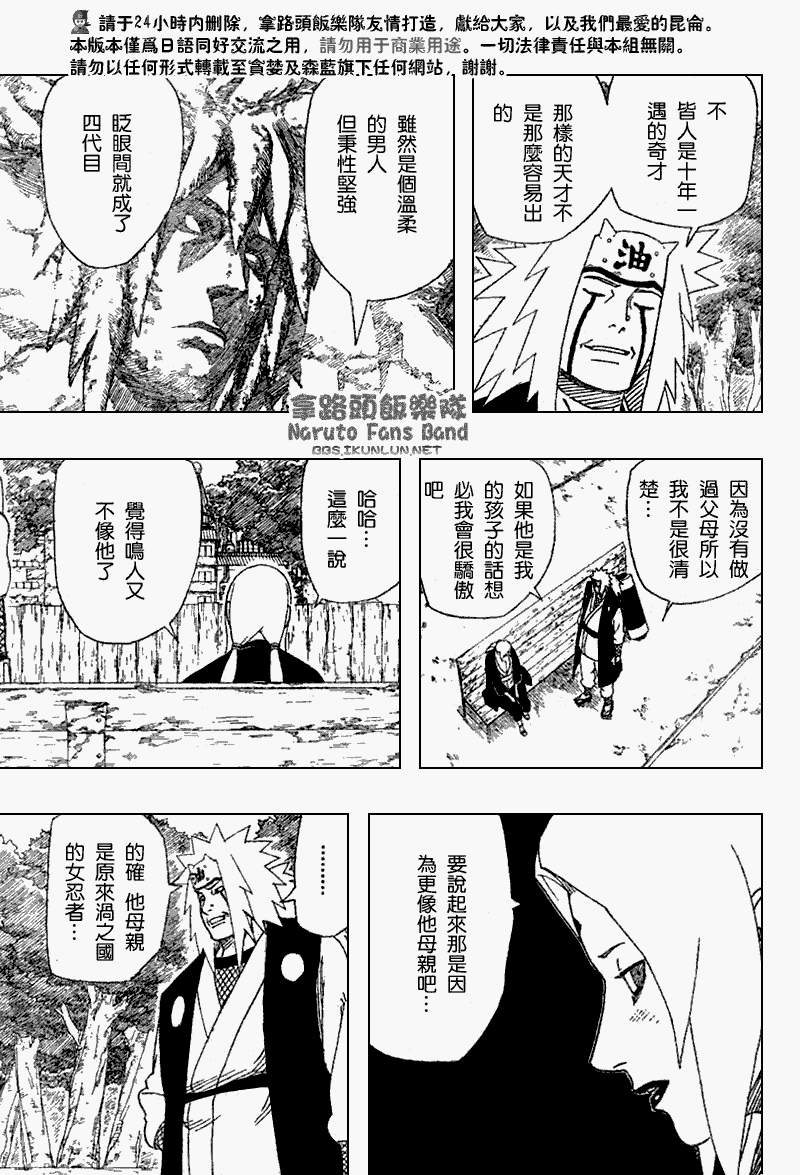 請于24小時内删除，拿路頭飯樂隊友情打造，獻給大家，以及我們最愛的昆侖。
本版本僅爲日語同好交流之用，請勿用于商業用途。一切法律責任與本組無關。
請勿以任何形式轉載至貪婪及森藍旗下任何網站，謝謝。
不
皆人是十年一
遇的奇才
那樣的天才不
是那麼容易出
的
油
雖然是個溫柔
的男人
但秉性堅強
眨眼間就成了
四代目
拿路頭飯樂隊
Naruto Fans Band
BBS.IKUNLUN.NET
因為沒有做
過父母所以
我不是很清
楚…
如果他是我
的孩子的話想
必我會很驕傲
吧
哈哈…
這麼一說
覺得鳴人又
不像他了
要說起來那是因
為更像他母親吧…
………
油
的確 他母親
是原來渦之國
的女忍者…